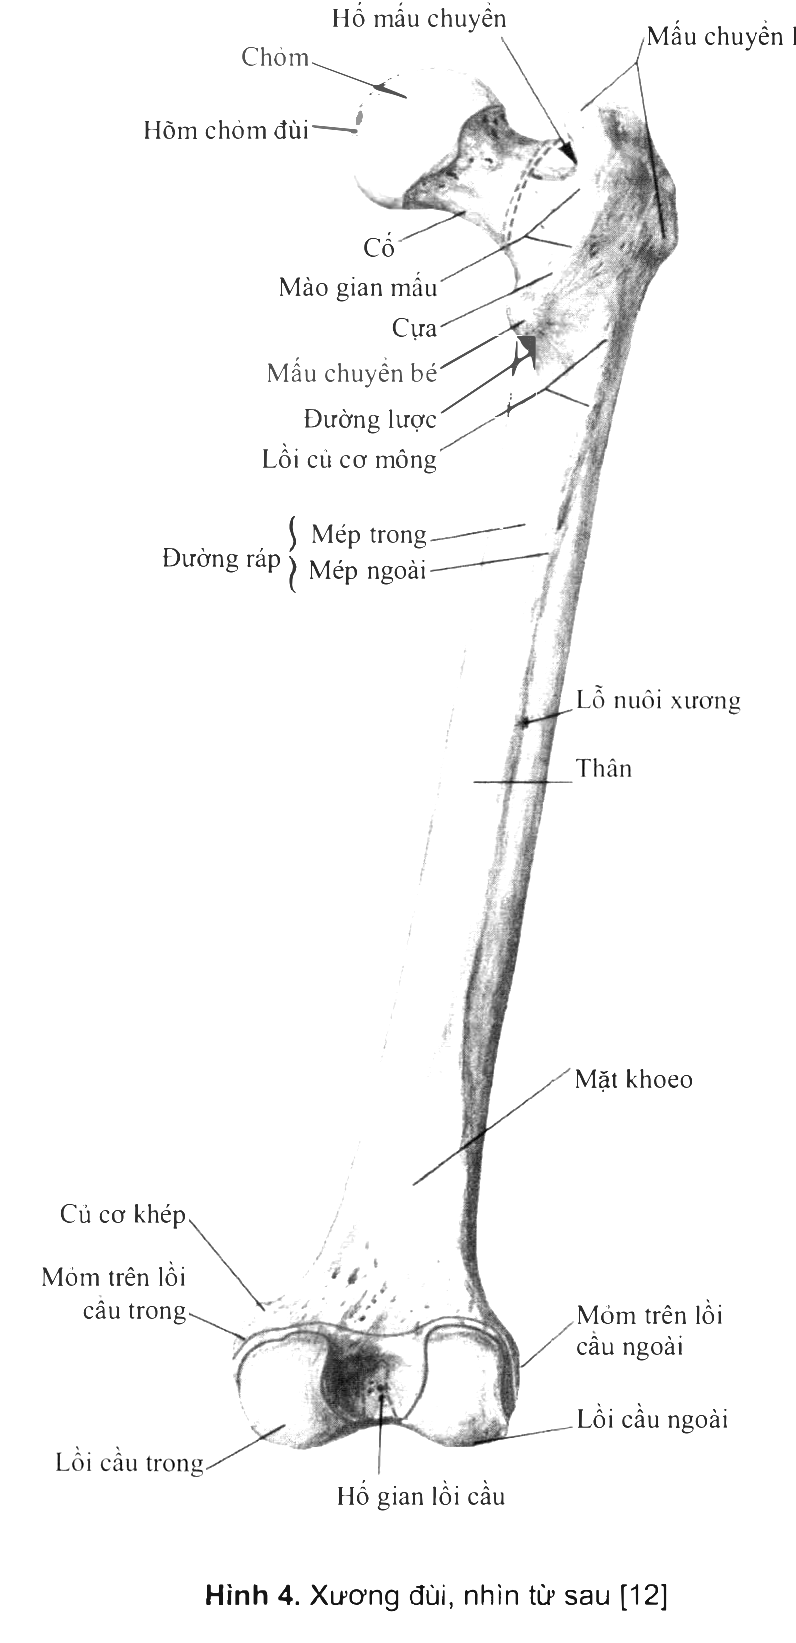 Hố mấu chuyển
Mấu chuyển
Chỏm
Hõm chỏm đùi
Cổ
Mào gian mấu
Cựa
Mấu chuyển bé
Đường lược
Lồi củ cơ mông
Đường ráp
Mép trong
Mép ngoài
Lỗ nuôi xương
Thân
Mặt khoeo
Củ cơ khép
Mỏm trên lồi
cầu trong
Mỏm trên lồi
cầu ngoài
Lồi cầu ngoài
Lồi cầu trong
Hố gian lồi cầu
Hình 4. Xương đùi, nhìn từ sau [12]